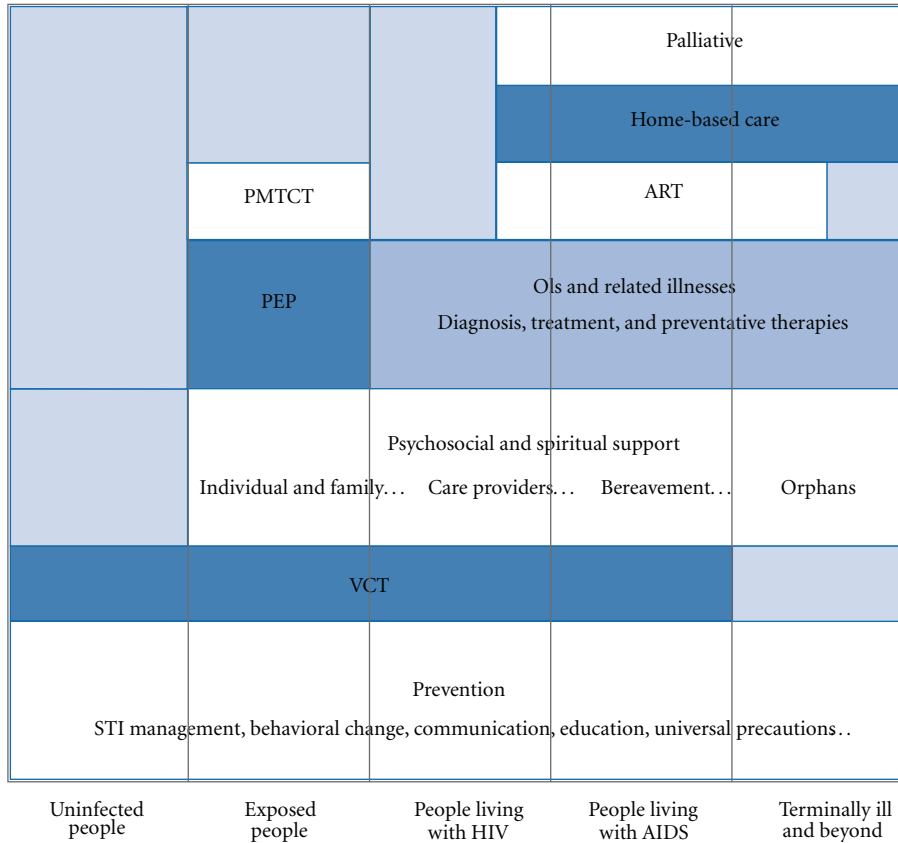 Palliative
Home-based care
PMTCT
ART
PEP
OIs and related illnesses
Diagnosis, treatment, and preventative therapies
Psychosocial and spiritual support
Individual and family... Care providers... Bereavement... Orphans
VCT
Prevention
STI management, behavioral change, communication, education, universal precautions...
Uninfected people
Exposed people
People living with HIV
People living with AIDS
Terminally ill and beyond